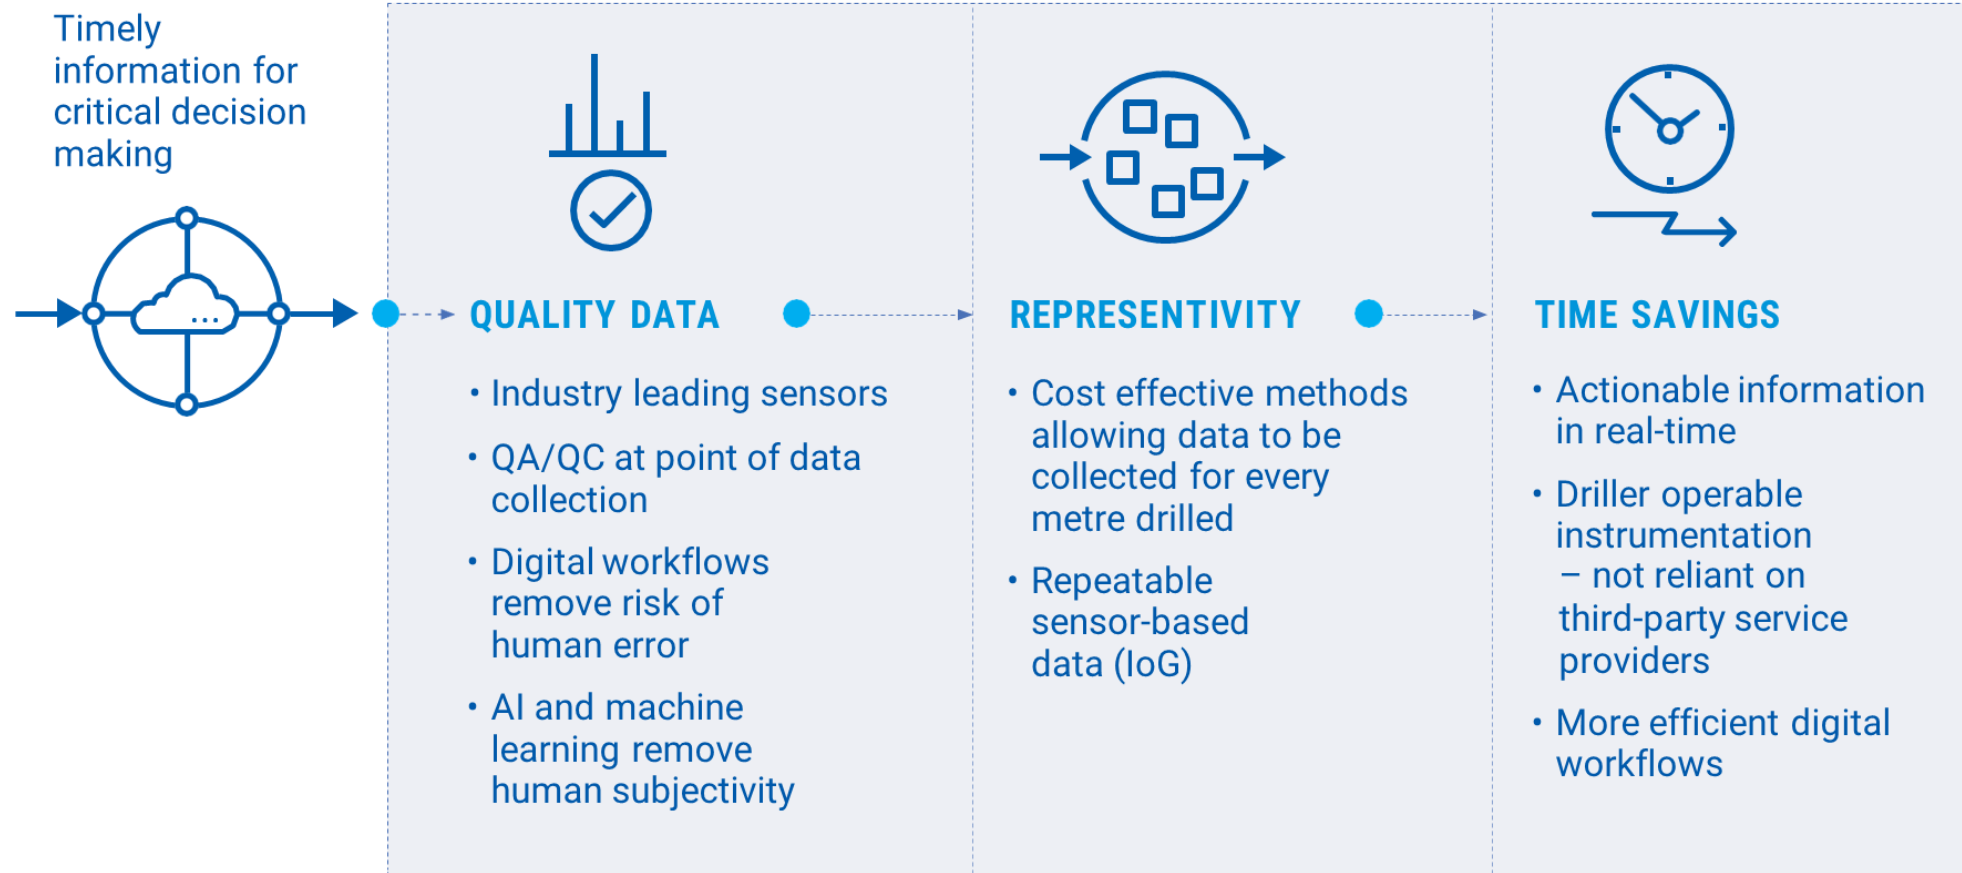 Timely
information for
critical decision
making
QUALITY DATA
• Industry leading sensors
• QA/QC at point of data
collection
• Digital workflows
remove risk of
human error
• AI and machine
learning remove
human subjectivity
REPRESENTIVITY
• Cost effective methods
allowing data to be
collected for every
metre drilled
• Repeatable
sensor-based
data (IoG)
TIME SAVINGS
• Actionable information
in real-time
• Driller operable
instrumentation
– not reliant on
third-party service
providers
• More efficient digital
workflows